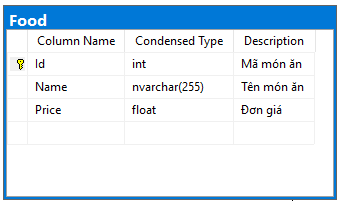 Food
Column Name Condensed Type Description
Id int Mã món ăn
Name nvarchar(255) Tên món ăn
Price float Đơn giá